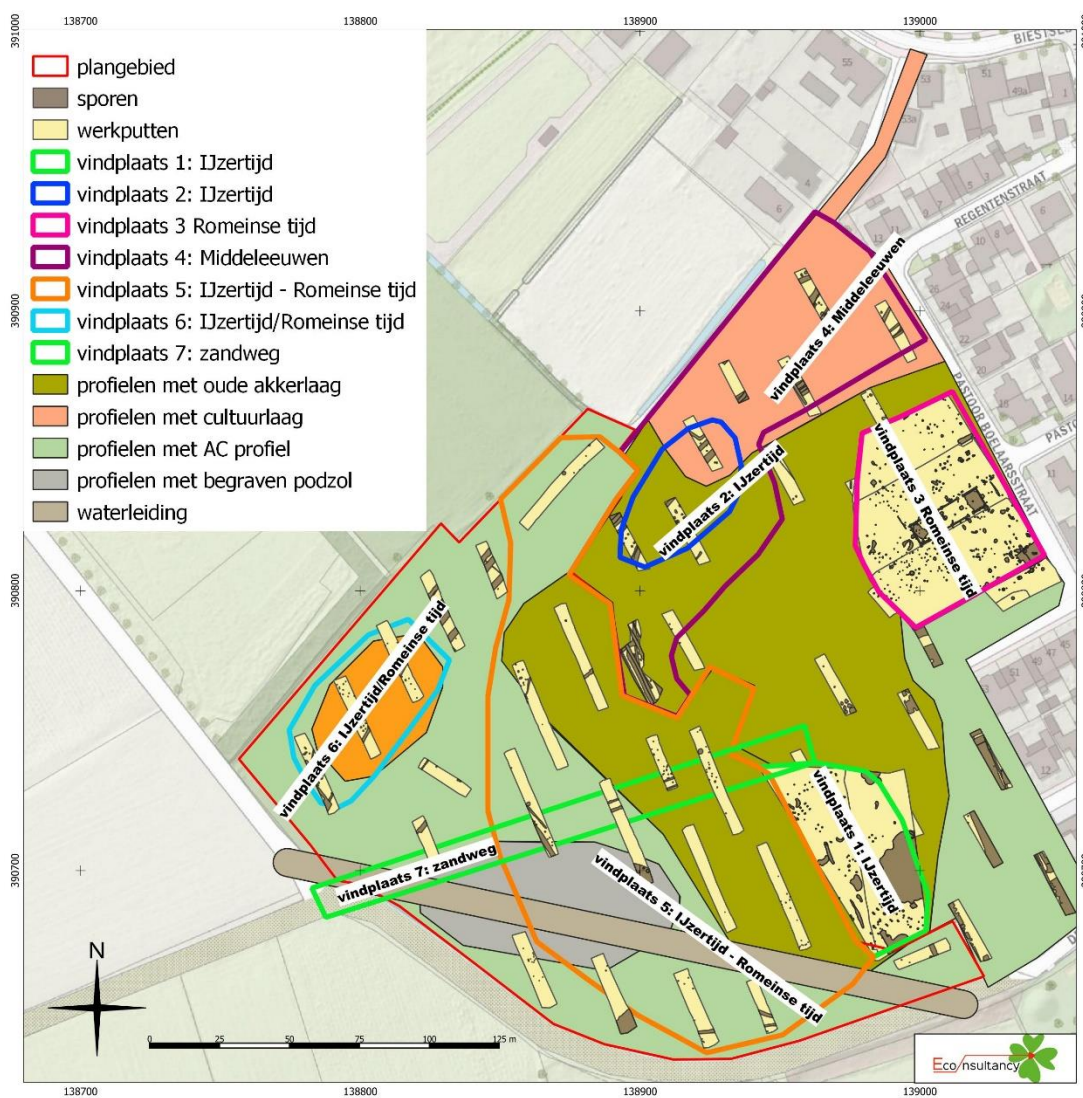 138700 138800 138900 139000
391000
plangebied
sporen
werkputten
vindplaats 1: IJzertijd
vindplaats 2: IJzertijd
vindplaats 3 Romeinse tijd
vindplaats 4: Middeleeuwen
vindplaats 5: IJzertijd - Romeinse tijd
vindplaats 6: IJzertijd/Romeinse tijd
vindplaats 7: zandweg
profielen met oude akkerlaag
profielen met cultuurlaag
profielen met AC profiel
profielen met begraven podzol
waterleiding
390900
390800
390700
REGENTENSTRAAT
PASTOOR BOELAARSSTRAAT
vindplaats 4: Middeleeuwen
vindplaats 2: IJzertijd
vindplaats 3 Romeinse tijd
vindplaats 6: IJzertijd/Romeinse tijd
vindplaats 1: IJzertijd
vindplaats 7: zandweg
vindplaats 5: IJzertijd - Romeinse tijd
N
0 25 50 75 100 125 m
Econsultancy
138700 138800 138900 139000